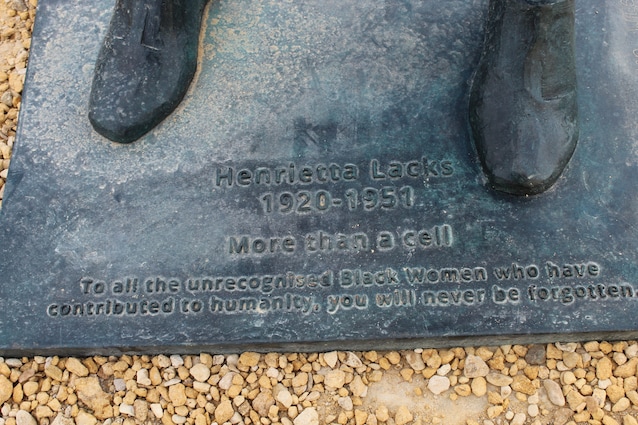 Henrietta Lacks
1920-1951
More than a cell
To all the unrecognised Black Women who have
contributed to humanity, you will never be forgotten.